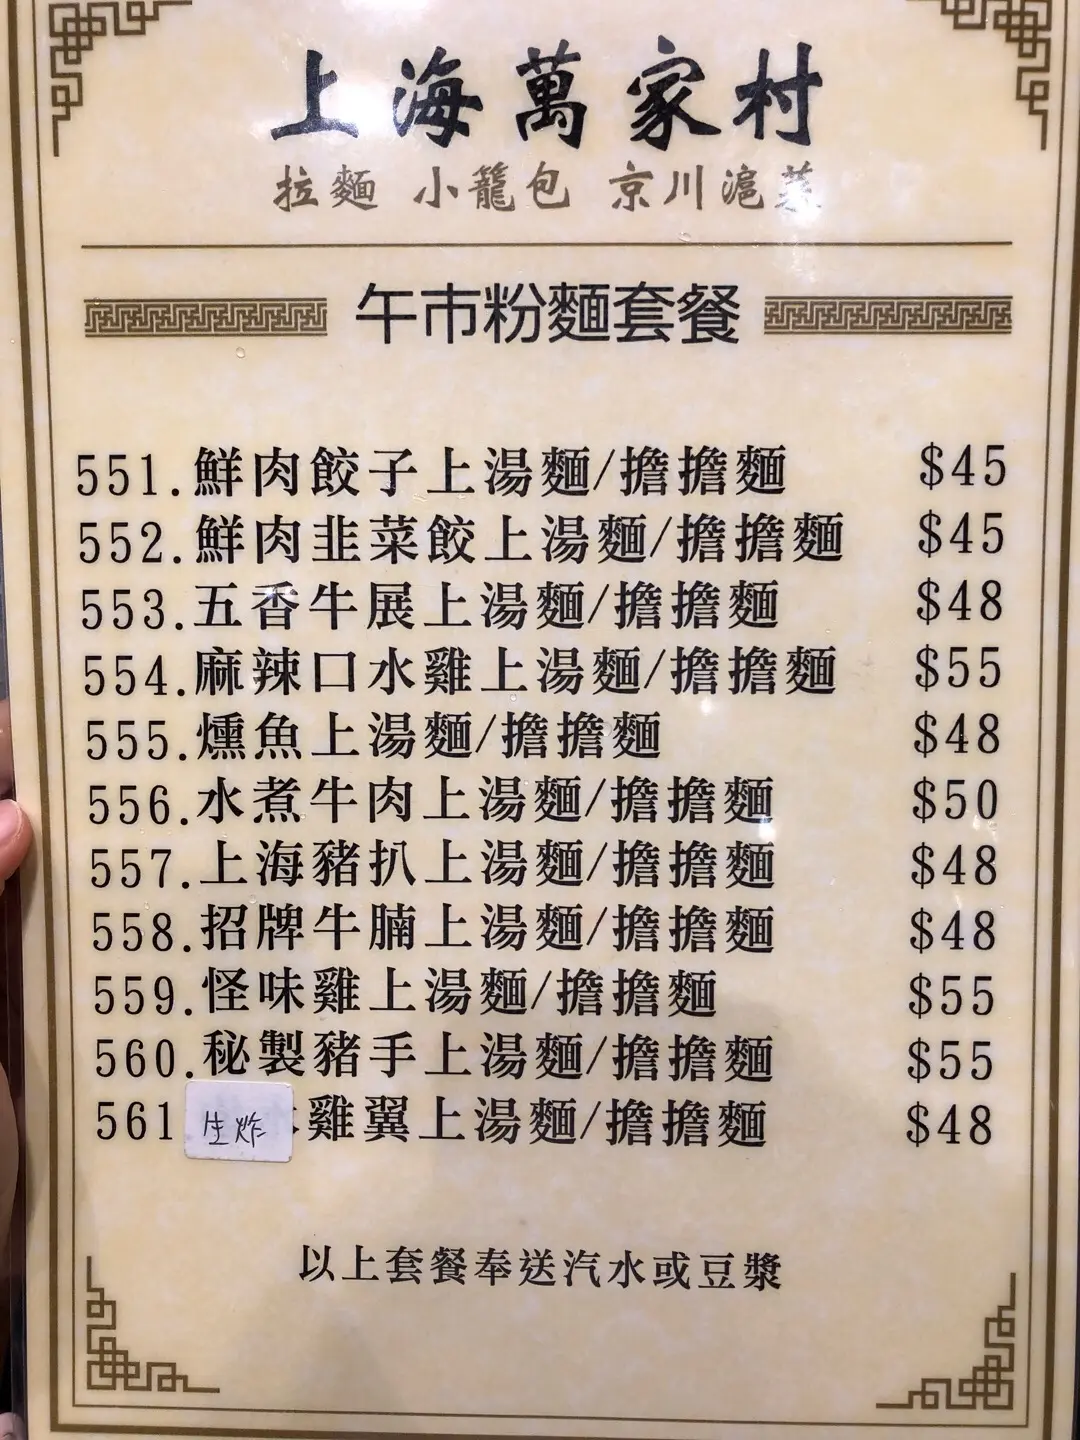 上海萬家村
拉麵 小籠包 京川滬菜
午市粉麵套餐
551.鮮肉餃子上湯麵/擔擔麵 $45
552.鮮肉韭菜餃上湯麵/擔擔麵 $45
553.五香牛展上湯麵/擔擔麵 $48
554.麻辣口水雞上湯麵/擔擔麵 $55
555.燻魚上湯麵/擔擔麵 $48
556.水煮牛肉上湯麵/擔擔麵 $50
557.上海豬扒上湯麵/擔擔麵 $48
558.招牌牛腩上湯麵/擔擔麵 $48
559.怪味雞上湯麵/擔擔麵 $55
560.秘製豬手上湯麵/擔擔麵 $55
561 生炸雞翼上湯麵/擔擔麵 $48
以上套餐奉送汽水或豆漿